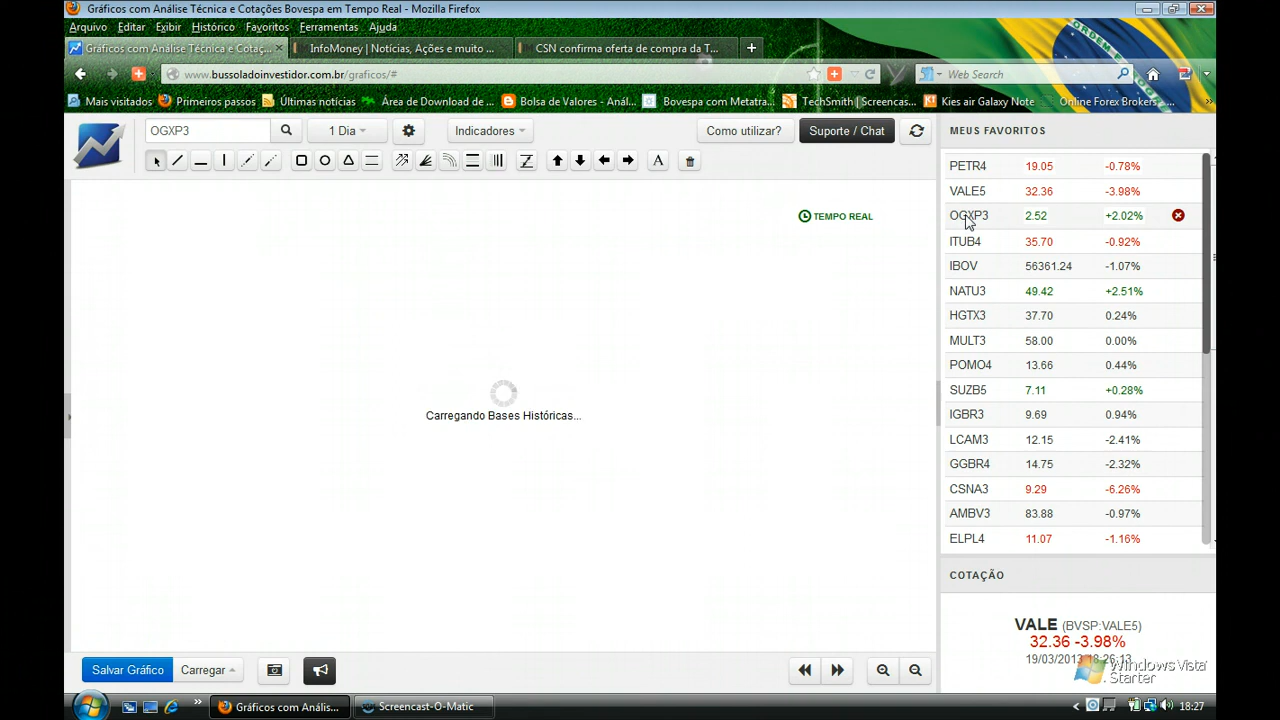 Gráficos com Análise Técnica e Cotações Bovespa em Tempo Real - Mozilla Firefox
Arquivo Editar Exibir Histórico Favoritos Ferramentas Ajuda
Gráficos com Análise Técnica e Cotaç... InfoMoney | Notícias, Ações e muito ... CSN confirma oferta de compra da T...
www.bussoladoinvestidor.com.br/graficos/# Web Search
Mais visitados Primeiros passos Últimas notícias Área de Download de ... Bolsa de Valores - Anál... Bovespa com Metatra... TechSmith | Screencas... Kies air Galaxy Note Online Forex Brokers ...
OGXP3 1 Dia Indicadores Como utilizar? Suporte / Chat MEUS FAVORITOS
A
PETR4 19.05 -0.78%
VALE5 32.36 -3.98%
TEMPO REAL OGXP3 2.52 +2.02%
ITUB4 35.70 -0.92%
IBOV 56361.24 -1.07%
NATU3 49.42 +2.51%
HGTX3 37.70 0.24%
MULT3 58.00 0.00%
POMO4 13.66 0.44%
SUZB5 7.11 +0.28%
Carregando Bases Históricas... IGBR3 9.69 0.94%
LCAM3 12.15 -2.41%
GGBR4 14.75 -2.32%
CSNA3 9.29 -6.26%
AMBV3 83.88 -0.97%
ELPL4 11.07 -1.16%
COTAÇÃO
VALE (BVSP:VALE5)
32.36 -3.98%
19/03/2013 18:26:13
Windows Vista
Starter
Salvar Gráfico Carregar
Gráficos com Anális... Screencast-O-Matic 18:27